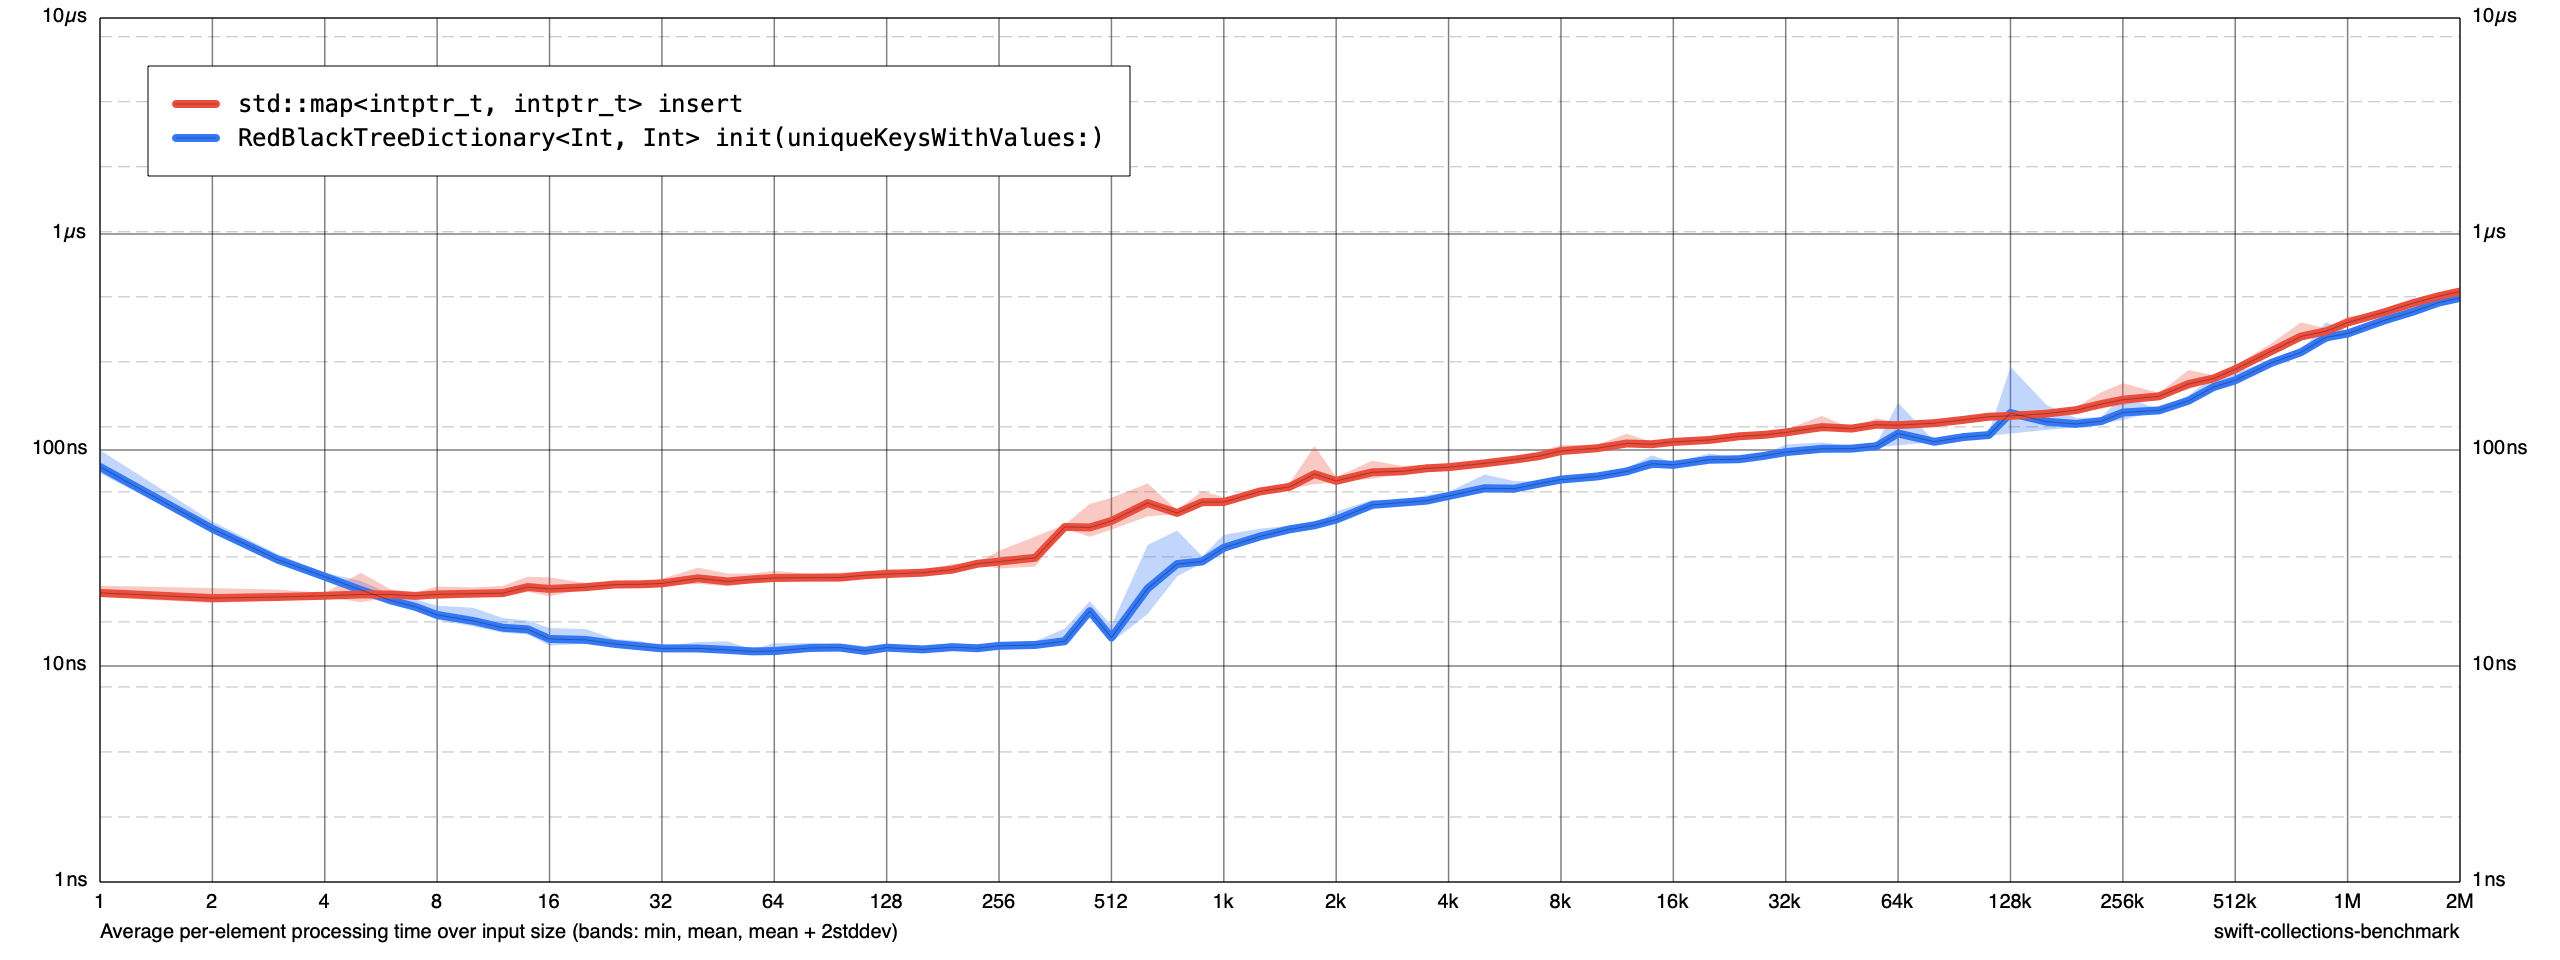 10µs 10µs
std::map<intptr_t, intptr_t> insert
RedBlackTreeDictionary<Int, Int> init(uniqueKeysWithValues:)
1µs 1µs
100ns 100ns
10ns 10ns
1ns 1ns
1 2 4 8 16 32 64 128 256 512 1k 2k 4k 8k 16k 32k 64k 128k 256k 512k 1M 2M
Average per-element processing time over input size (bands: min, mean, mean + 2stddev) swift-collections-benchmark